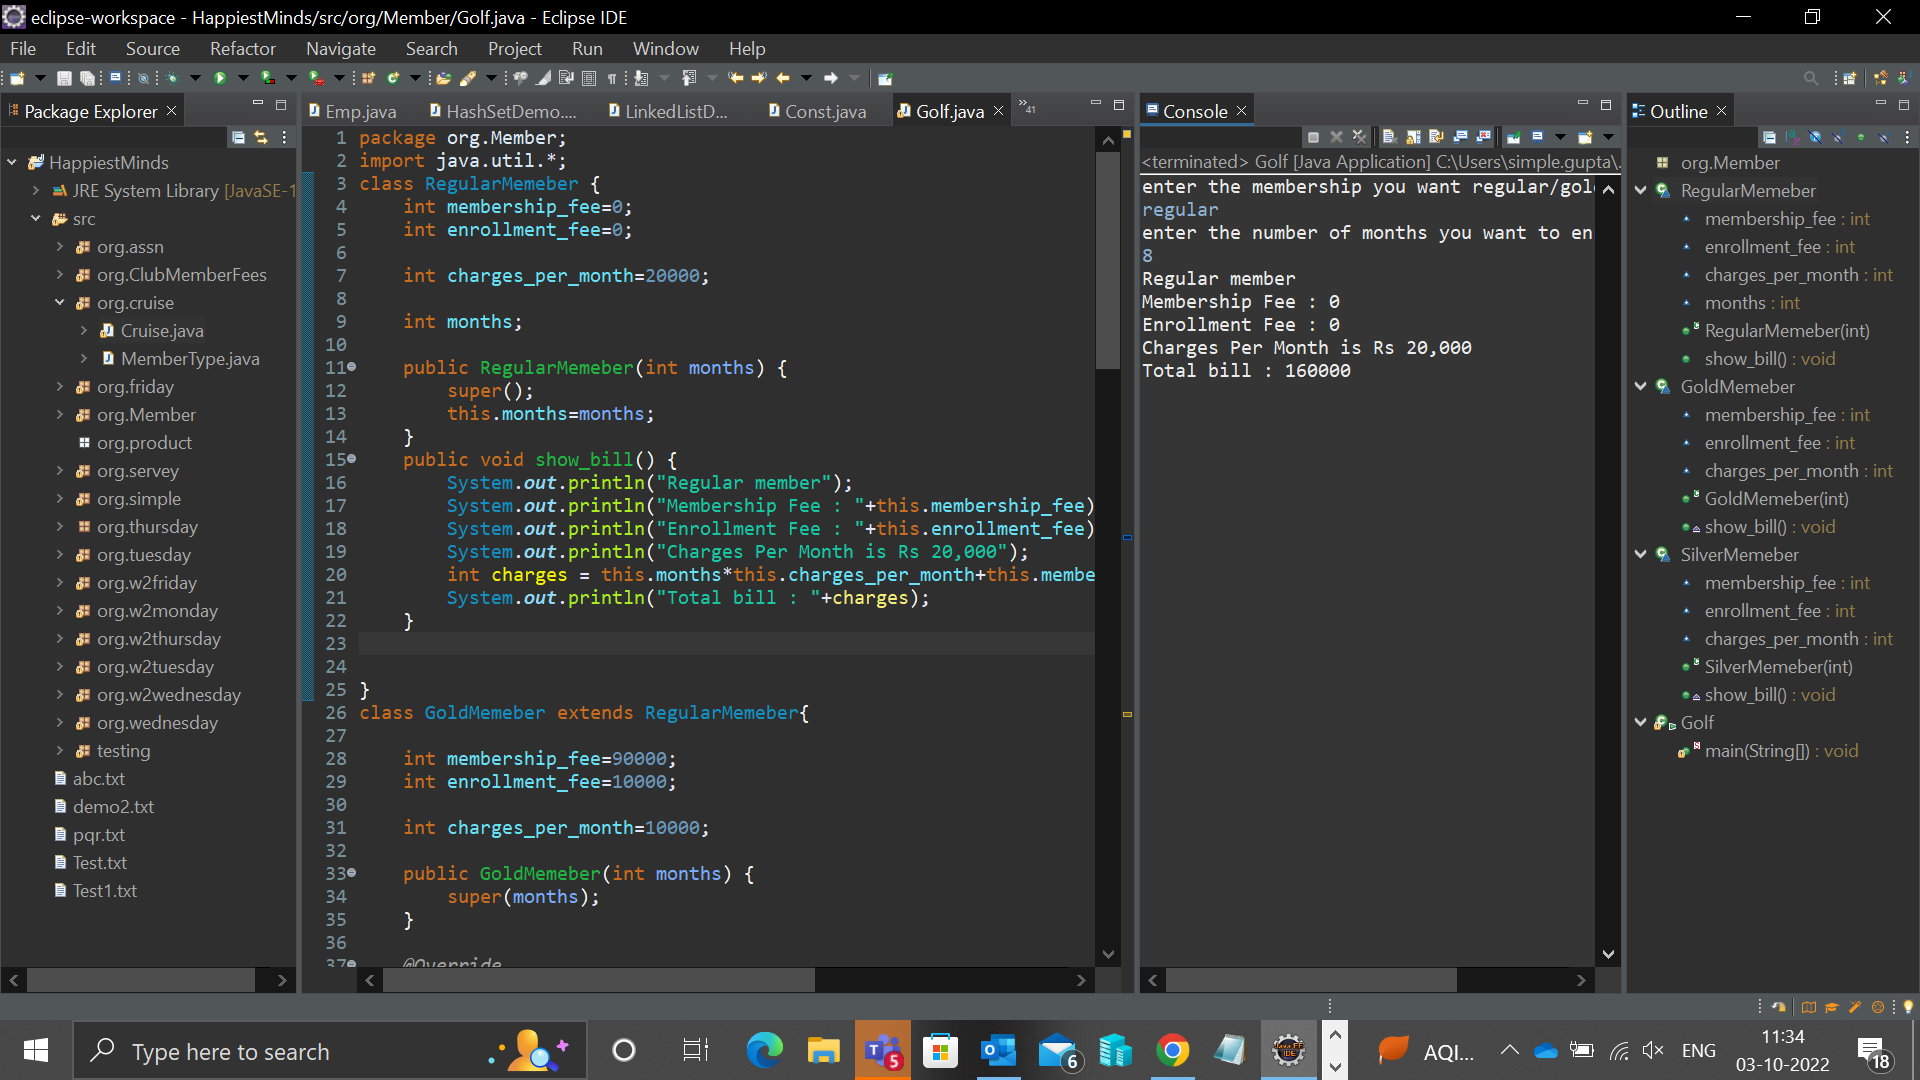 eclipse-workspace - HappiestMinds/src/org/Member/Golf.java - Eclipse IDE
File Edit Source Refactor Navigate Search Project Run Window Help
Package Explorer
HappiestMinds
JRE System Library [JavaSE-1
src
org.assn
org.ClubMemberFees
org.cruise
Cruise.java
MemberType.java
org.friday
org.Member
org.product
org.servey
org.simple
org.thursday
org.tuesday
org.w2friday
org.w2monday
org.w2thursday
org.w2tuesday
org.w2wednesday
org.wednesday
testing
abc.txt
demo2.txt
pqr.txt
Test.txt
Test1.txt
Emp.java HashSetDemo.... LinkedListD... Const.java Golf.java »41
1 package org.Member;
2 import java.util.*;
3 class RegularMemeber {
4 int membership_fee=0;
5 int enrollment_fee=0;
6
7 int charges_per_month=20000;
8
9 int months;
10
11 public RegularMemeber(int months) {
12 super();
13 this.months=months;
14 }
15 public void show_bill() {
16 System.out.println("Regular member");
17 System.out.println("Membership Fee : "+this.membership_fee)
18 System.out.println("Enrollment Fee : "+this.enrollment_fee)
19 System.out.println("Charges Per Month is Rs 20,000");
20 int charges = this.months*this.charges_per_month+this.membe
21 System.out.println("Total bill : "+charges);
22 }
23
24
25 }
26 class GoldMemeber extends RegularMemeber{
27
28 int membership_fee=90000;
29 int enrollment_fee=10000;
30
31 int charges_per_month=10000;
32
33 public GoldMemeber(int months) {
34 super(months);
35 }
36
37 @Override
Console
<terminated> Golf [Java Application] C:\Users\simple.gupta\.
enter the membership you want regular/gol
regular
enter the number of months you want to en
8
Regular member
Membership Fee : 0
Enrollment Fee : 0
Charges Per Month is Rs 20,000
Total bill : 160000
Outline
org.Member
RegularMemeber
membership_fee : int
enrollment_fee : int
charges_per_month : int
months : int
RegularMemeber(int)
show_bill() : void
GoldMemeber
membership_fee : int
enrollment_fee : int
charges_per_month : int
GoldMemeber(int)
show_bill() : void
SilverMemeber
membership_fee : int
enrollment_fee : int
charges_per_month : int
SilverMemeber(int)
show_bill() : void
Golf
main(String[]) : void
Type here to search
5
6
Java EE
IDE
AQI...
ENG
11:34
03-10-2022
18